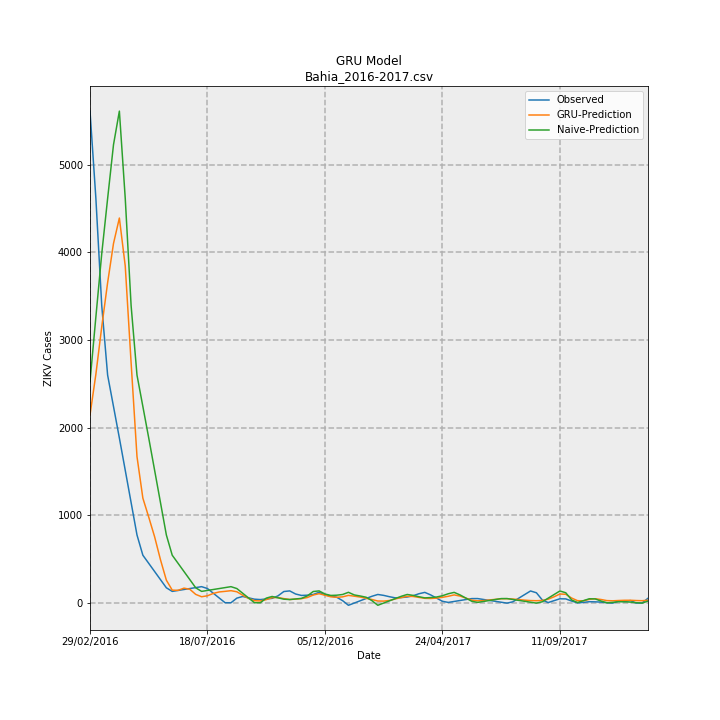 GRU Model
Bahia_2016-2017.csv
Observed
GRU-Prediction
Naive-Prediction
5000
4000
3000
2000
1000
0
ZIKV Cases
29/02/2016 18/07/2016 05/12/2016 24/04/2017 11/09/2017
Date